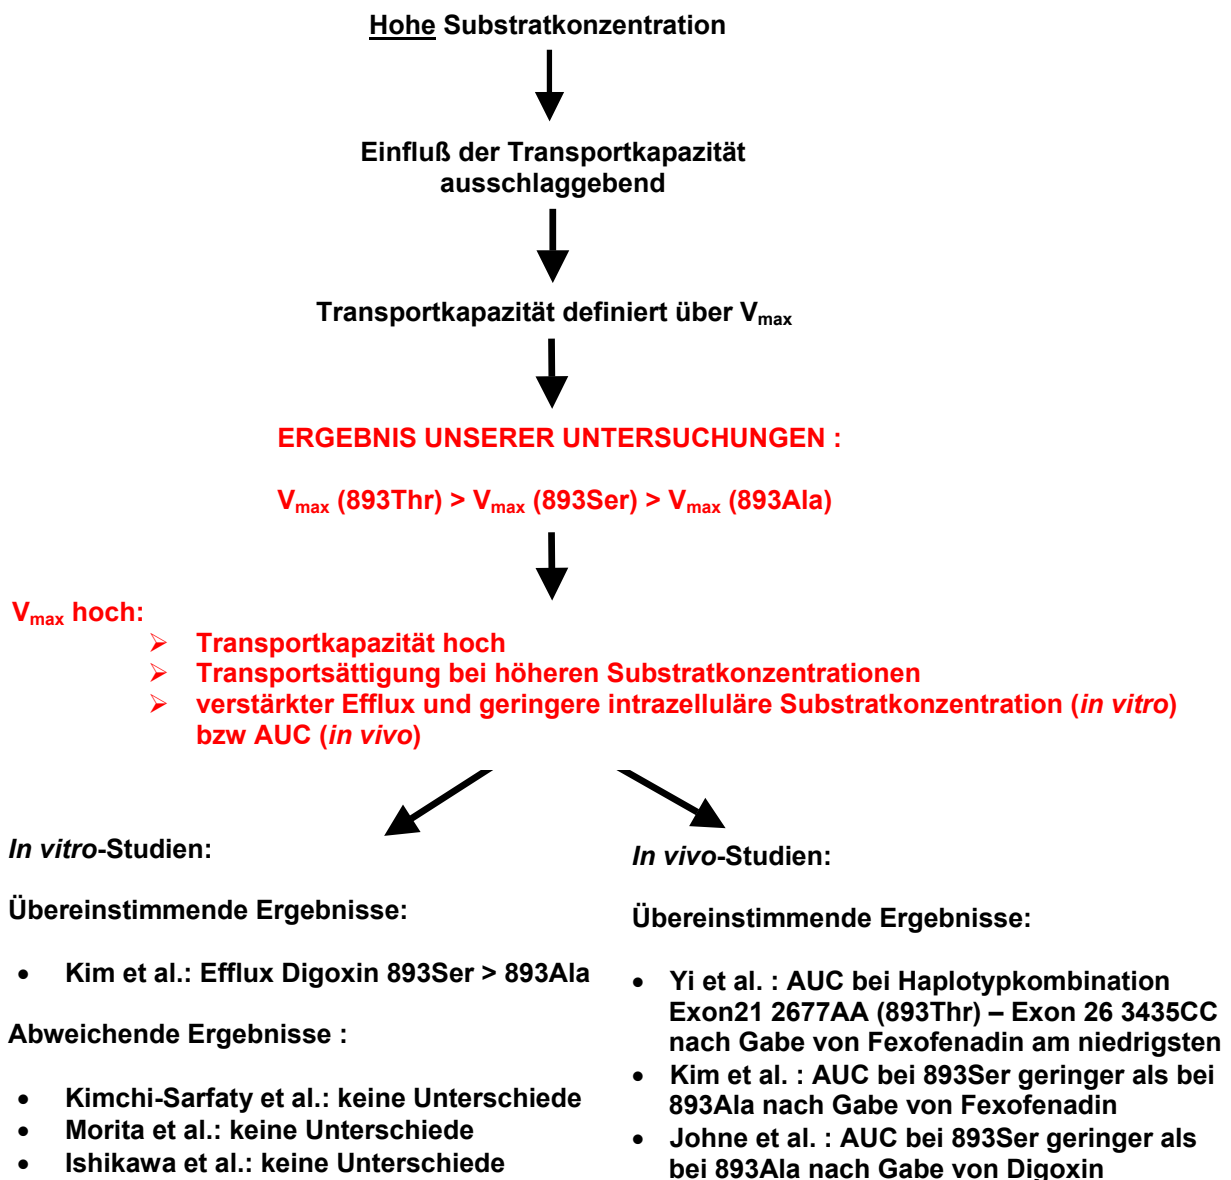 Hohe Substratkonzentration
Einfluß der Transportkapazität
ausschlaggebend
Transportkapazität definiert über Vmax
ERGEBNIS UNSERER UNTERSUCHUNGEN :
Vmax (893Thr) > Vmax (893Ser) > Vmax (893Ala)
Vmax hoch:
➢ Transportkapazität hoch
➢ Transportsättigung bei höheren Substratkonzentrationen
➢ verstärkter Efflux und geringere intrazelluläre Substratkonzentration (in vitro)
bzw AUC (in vivo)
In vitro-Studien:
Übereinstimmende Ergebnisse:
• Kim et al.: Efflux Digoxin 893Ser > 893Ala
Abweichende Ergebnisse :
• Kimchi-Sarfaty et al.: keine Unterschiede
• Morita et al.: keine Unterschiede
• Ishikawa et al.: keine Unterschiede
In vivo-Studien:
Übereinstimmende Ergebnisse:
• Yi et al. : AUC bei Haplotypkombination
Exon21 2677AA (893Thr) – Exon 26 3435CC
nach Gabe von Fexofenadin am niedrigsten
• Kim et al. : AUC bei 893Ser geringer als bei
893Ala nach Gabe von Fexofenadin
• Johne et al. : AUC bei 893Ser geringer als
bei 893Ala nach Gabe von Digoxin